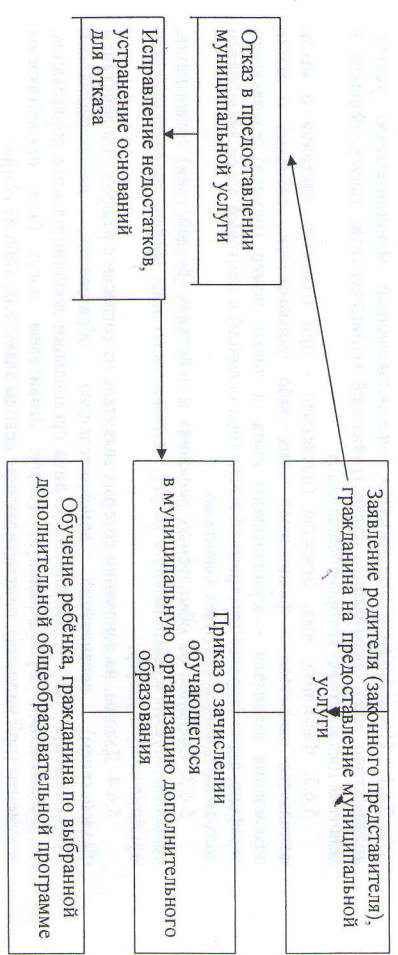 Заявление родителя (законного представителя),
гражданина на предоставление муниципальной
услуги
Отказ в предоставлении
муниципальной услуги
Исправление недостатков,
устранение оснований
для отказа
Приказ о зачислении
обучающегося
в муниципальную организацию дополнительного
образования
Обучение ребёнка, гражданина по выбранной
дополнительной общеобразовательной программе